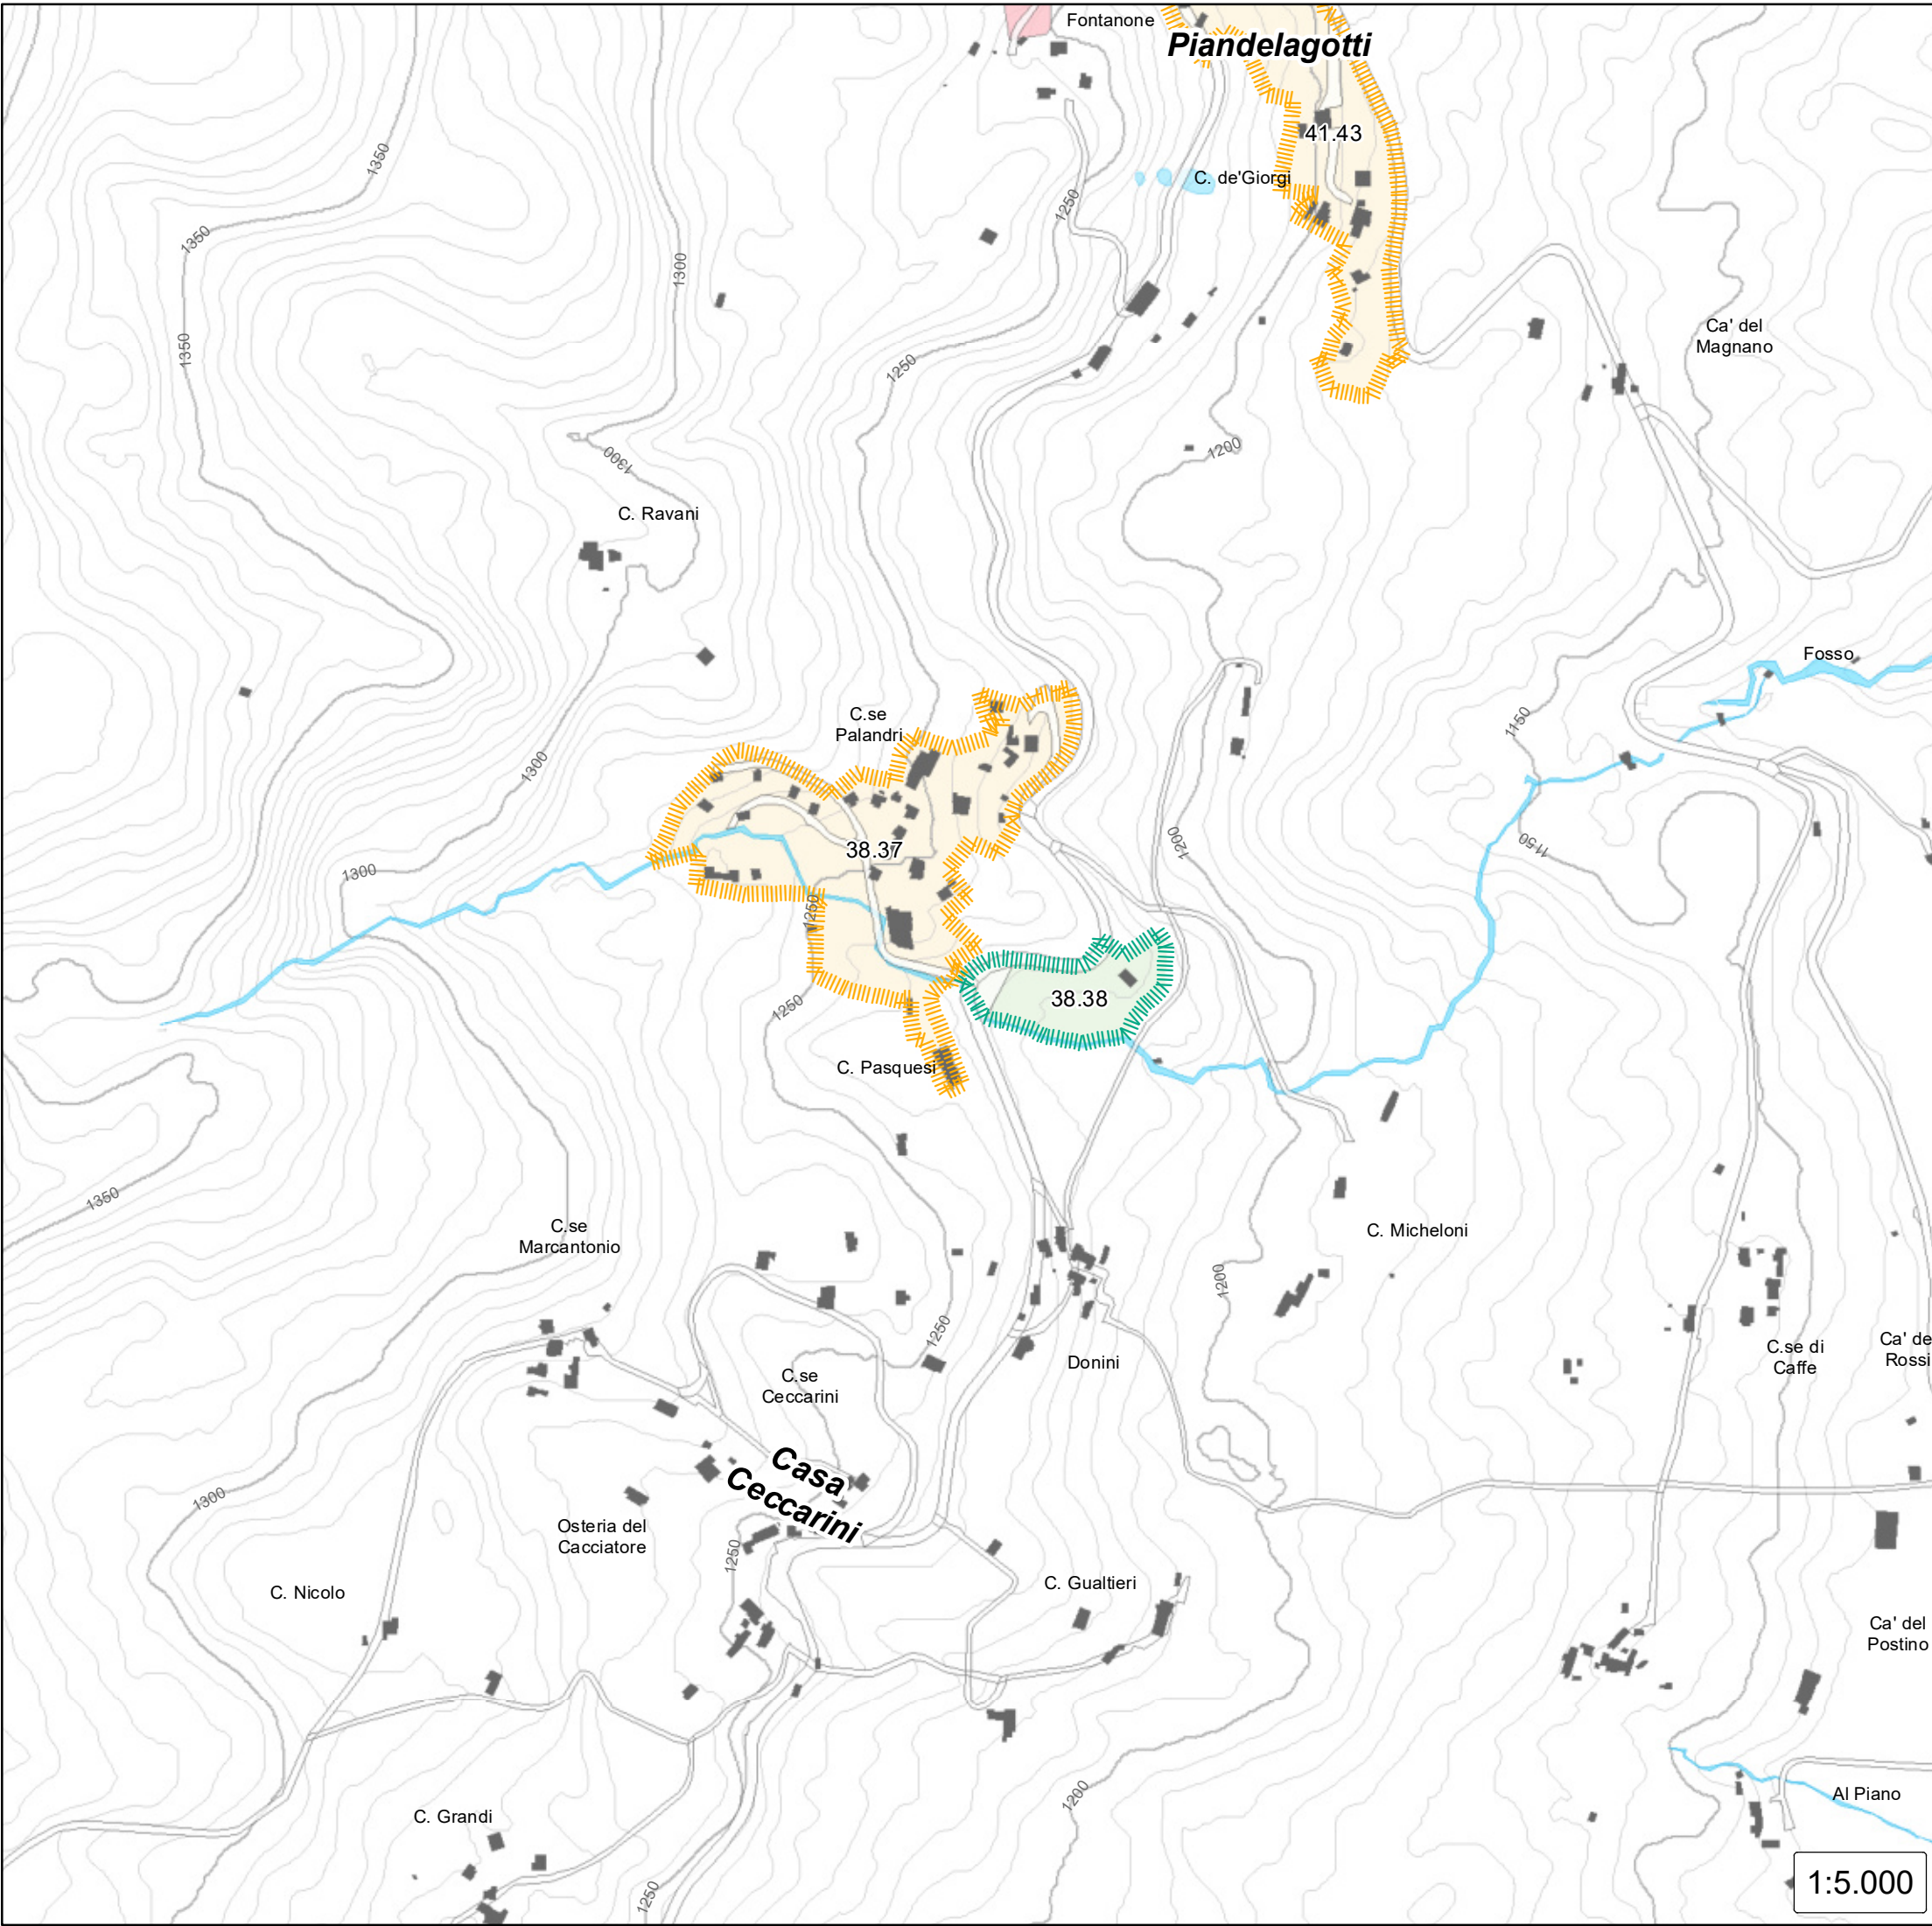 Fontanone
Piandelagotti
41.43
1350
C. de'Giorgi
1250
1350
1300
Ca' del
Magnano
1350
1250
1200
1300
C. Ravani
Fosso
C.se
Palandri
1150
1300
38.37
1200
1150
1300
1250
38.38
1250
C. Pasquesi
1350
C.se
Marcantonio
C. Micheloni
1200
1250
Donini
C.se di
Caffe
Ca' de
Rossi
C.se
Ceccarini
Casa
Ceccarini
1300
Osteria del
Cacciatore
1250
C. Nicolo
C. Gualtieri
Ca' del
Postino
1200
Al Piano
C. Grandi
1250
1:5.000